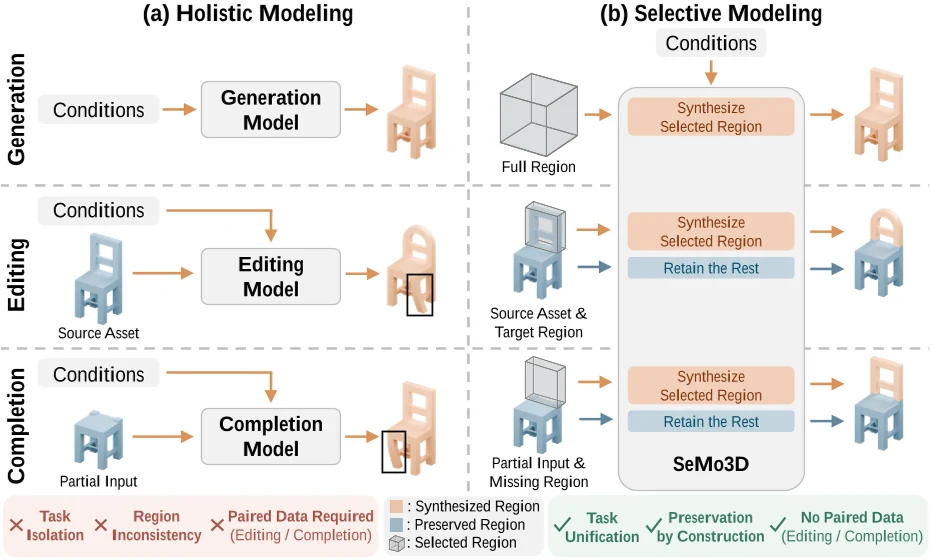 (a) Holistic Modeling
(b) Selective Modeling
Generation
Conditions
Generation
Model
Conditions
Full Region
Synthesize
Selected Region
Editing
Conditions
Source Asset
Editing
Model
Source Asset &
Target Region
Synthesize
Selected Region
Retain the Rest
Completion
Conditions
Partial Input
Completion
Model
Partial Input &
Missing Region
Synthesize
Selected Region
Retain the Rest
SeMo3D
Task
Isolation
Region
Inconsistency
Paired Data Required
(Editing / Completion)
: Synthesized Region
: Preserved Region
: Selected Region
Task
Unification
Preservation
by Construction
No Paired Data
(Editing / Completion)